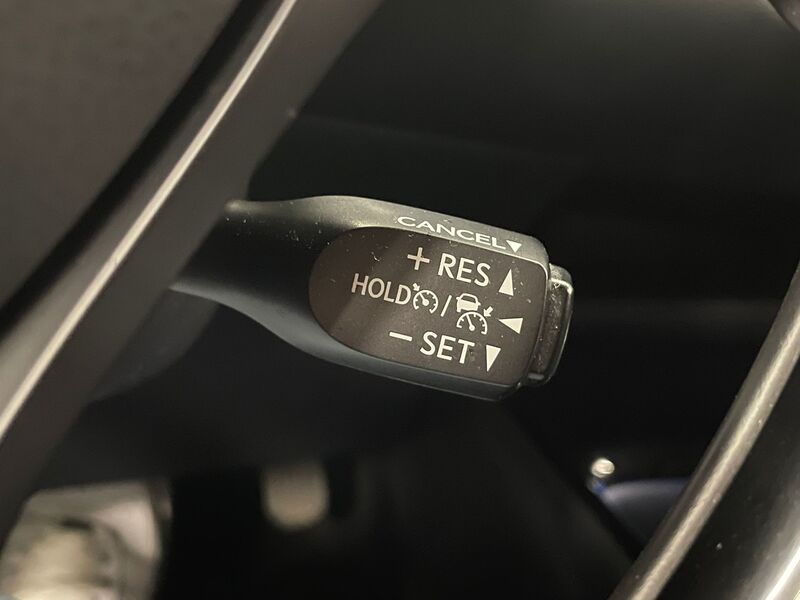 CANCEL▼
+ RES ▲
HOLD / ◀
− SET ▼